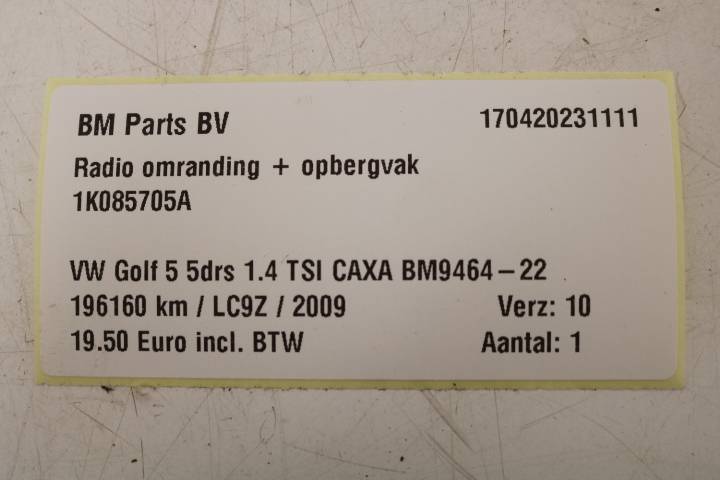 BM Parts BV 170420231111
Radio omranding + opbergvak
1K085705A
VW Golf 5 5drs 1.4 TSI CAXA BM9464-22
196160 km / LC9Z / 2009 Verz: 10
19.50 Euro incl. BTW Aantal: 1